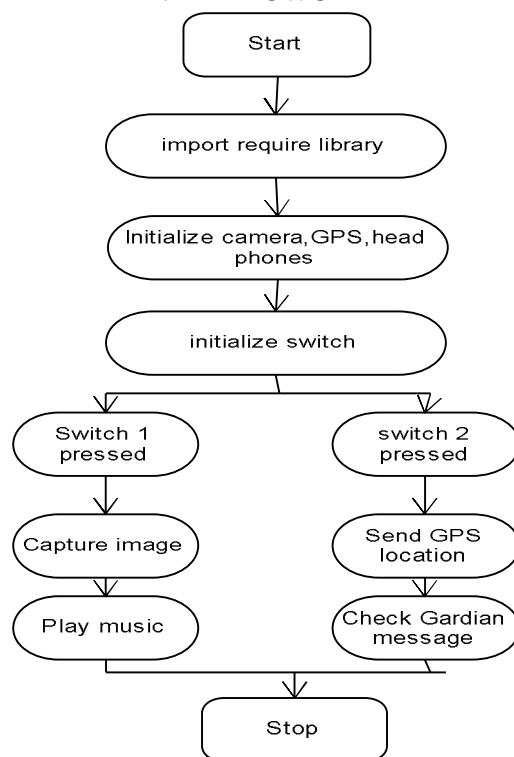 Start
import require library
Initialize camera,GPS,head
phones
initialize switch
Switch 1
pressed
switch 2
pressed
Capture image
Send GPS
location
Play music
Check Gardian
message
Stop